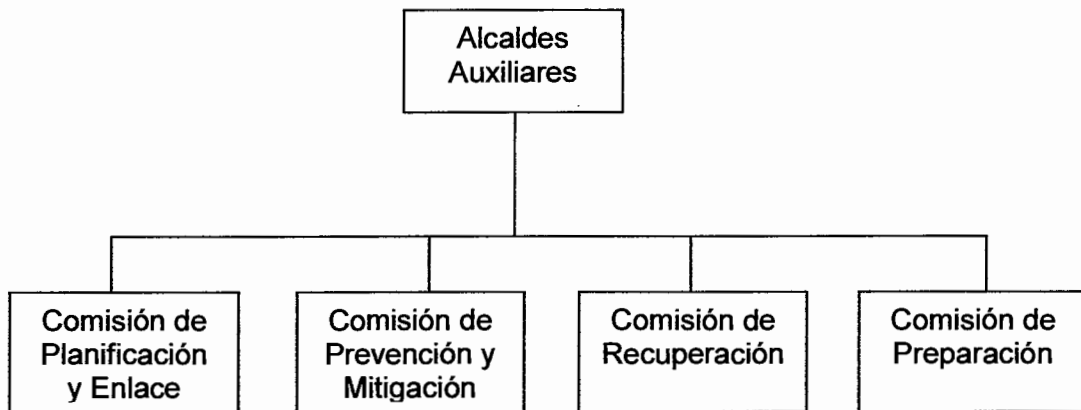 Alcaldes
Auxiliares
Comisión de
Planificación
y Enlace
Comisión de
Prevención y
Mitigación
Comisión de
Recuperación
Comisión de
Preparación